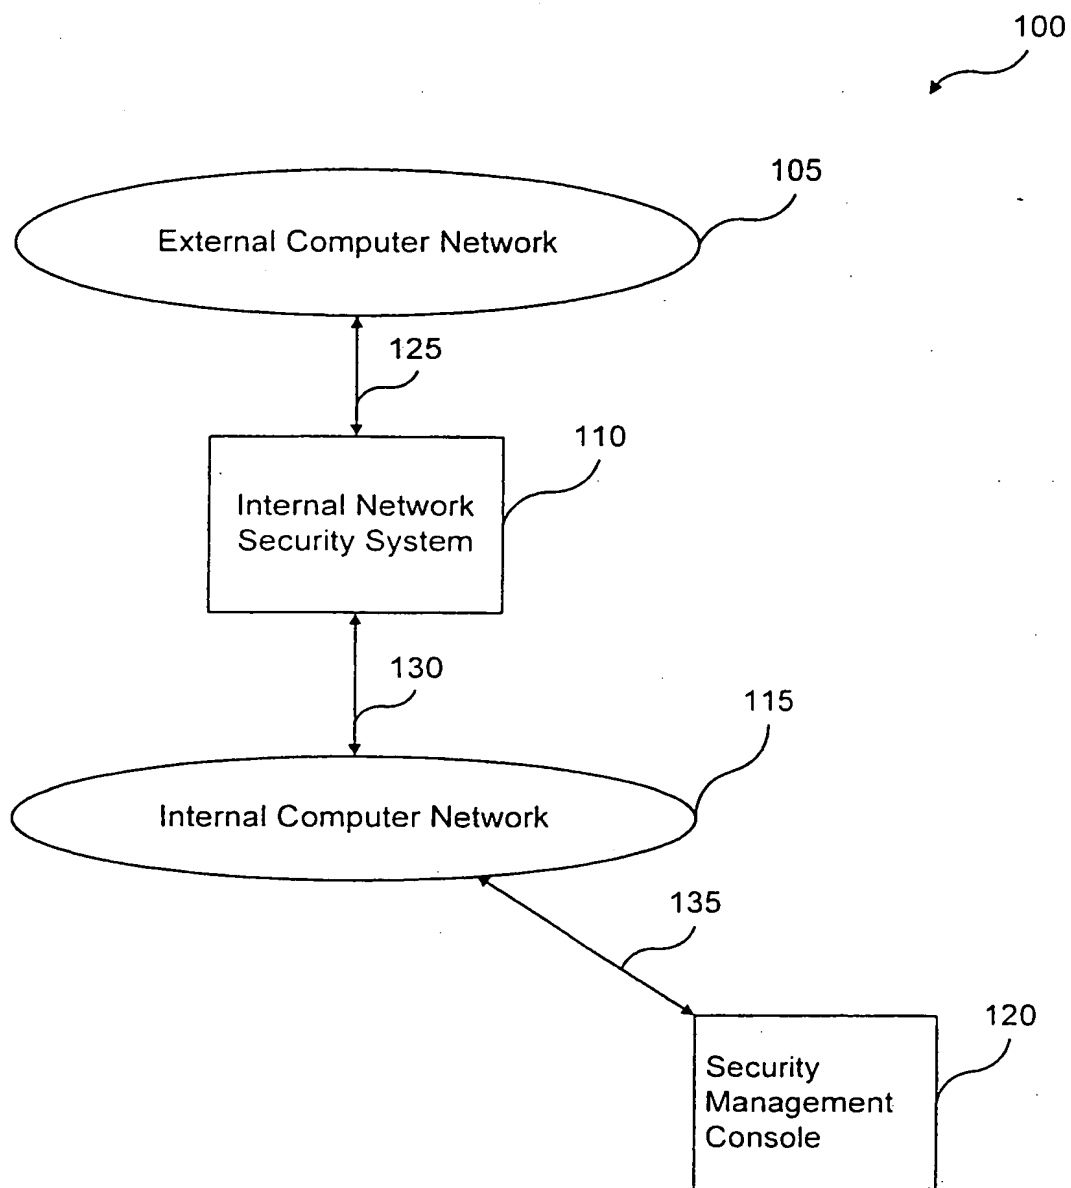 100
105
External Computer Network
125
110
Internal Network
Security System
130
115
Internal Computer Network
135
120
Security
Management
Console